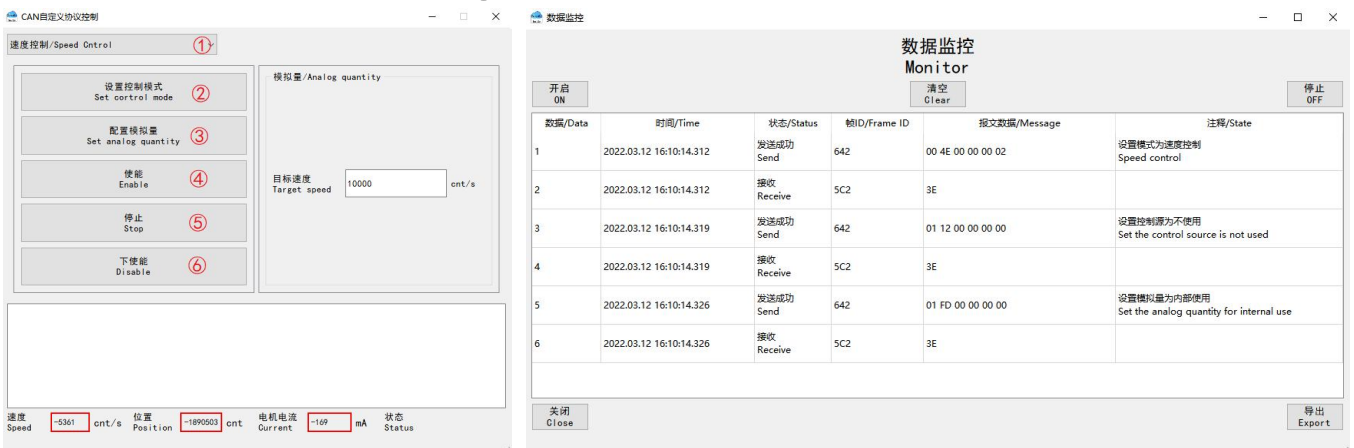 CAN自定义协议控制
速度控制/Speed Cntrol ①
设置控制模式
Set cortrol mode ②
配置模拟量
Set analog quantity ③
使能
Enable ④
停止
Stop ⑤
下使能
Disable ⑥
模拟量/Analog quantity
目标速度
Target speed 10000 cnt/s
速度
Speed -5361 cnt/s
位置
Position -1890503 cnt
电机电流
Current -169 mA
状态
Status
数据监控
数据监控
Monitor
开启
ON
清空
Clear
停止
OFF
数据/Data 时间/Time 状态/Status 帧ID/Frame ID 报文数据/Message 注释/State
1 2022.03.12 16:10:14.312 发送成功 Send 642 00 4E 00 00 00 02 设置模式为速度控制 Speed control
2 2022.03.12 16:10:14.312 接收 Receive 5C2 3E
3 2022.03.12 16:10:14.319 发送成功 Send 642 01 12 00 00 00 00 设置控制源为不使用 Set the control source is not used
4 2022.03.12 16:10:14.319 接收 Receive 5C2 3E
5 2022.03.12 16:10:14.326 发送成功 Send 642 01 FD 00 00 00 00 设置模拟量为内部使用 Set the analog quantity for internal use
6 2022.03.12 16:10:14.326 接收 Receive 5C2 3E
关闭
Close
导出
Export